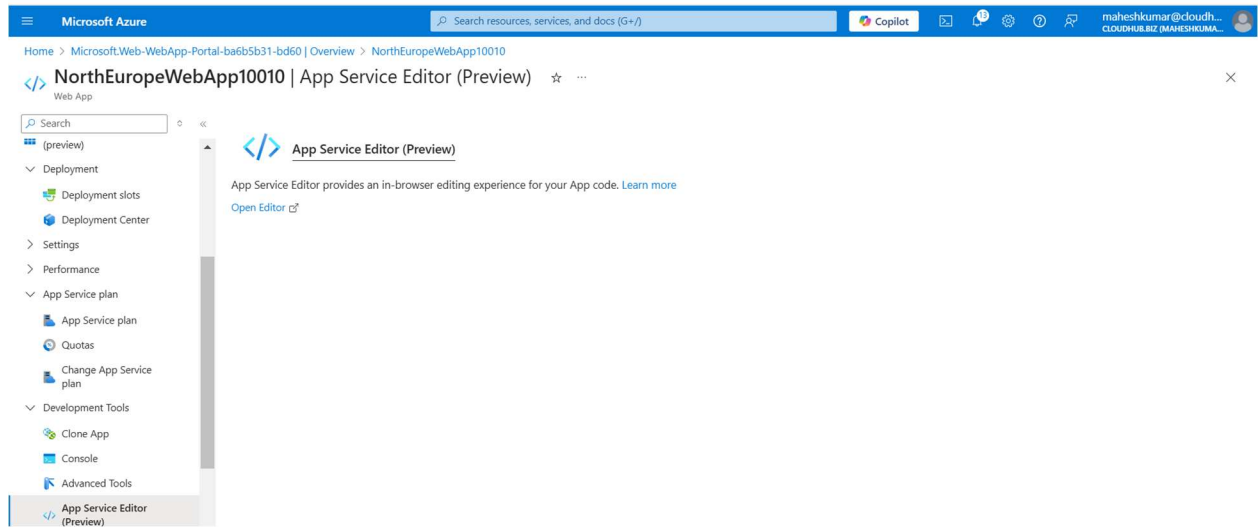 Microsoft Azure
Search resources, services, and docs (G+/)
Copilot
13
maheshkumar@cloudh...
CLOUDHUB.BIZ (MAHESHKUMA...
Home > Microsoft.Web-WebApp-Portal-ba6b5b31-bd60 | Overview > NorthEuropeWebApp10010
NorthEuropeWebApp10010 | App Service Editor (Preview)
Web App
Search
(preview)
Deployment
Deployment slots
Deployment Center
Settings
Performance
App Service plan
App Service plan
Quotas
Change App Service
plan
Development Tools
Clone App
Console
Advanced Tools
App Service Editor
(Preview)
App Service Editor (Preview)
App Service Editor provides an in-browser editing experience for your App code. Learn more
Open Editor